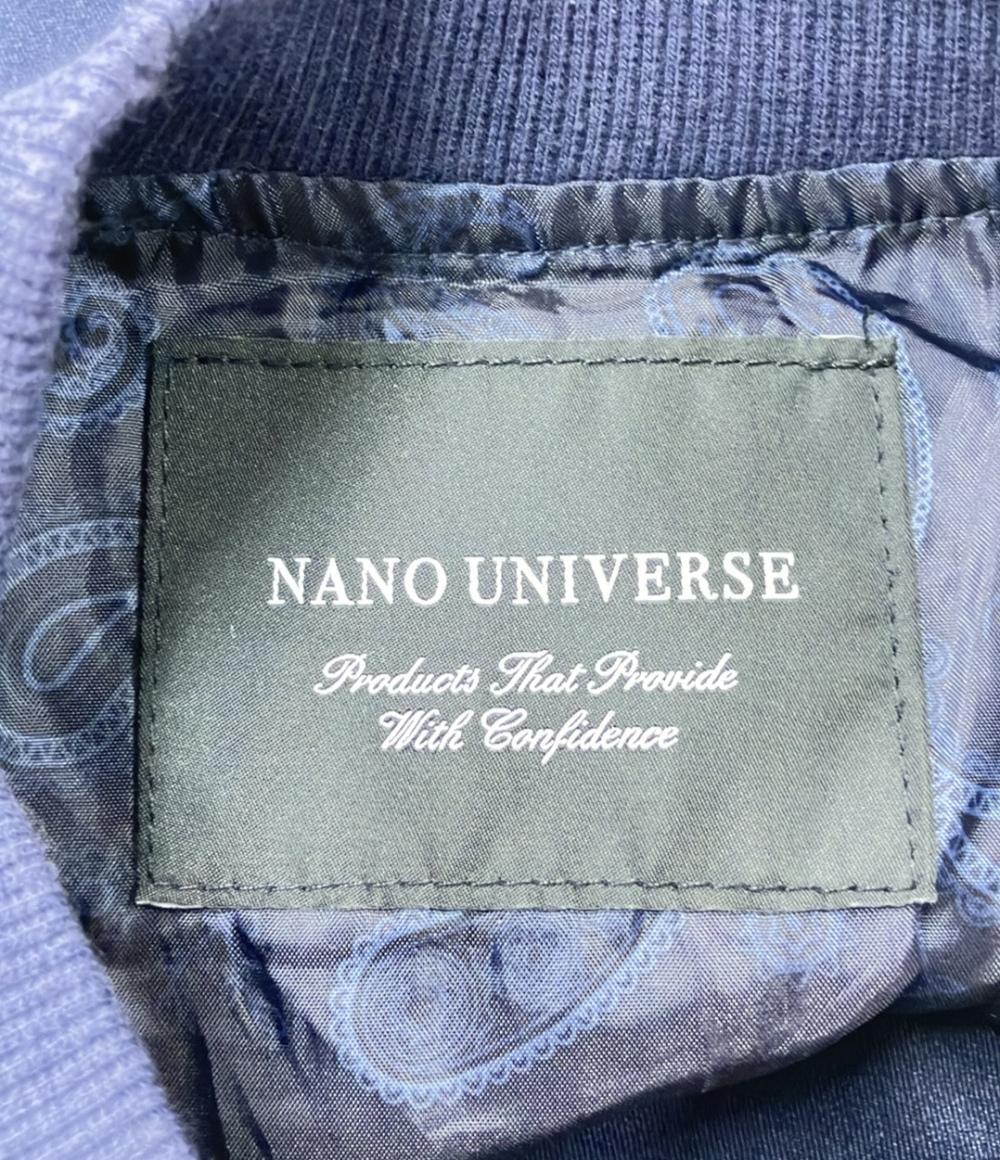 NANO UNIVERSE
Products That Provide
With Confidence